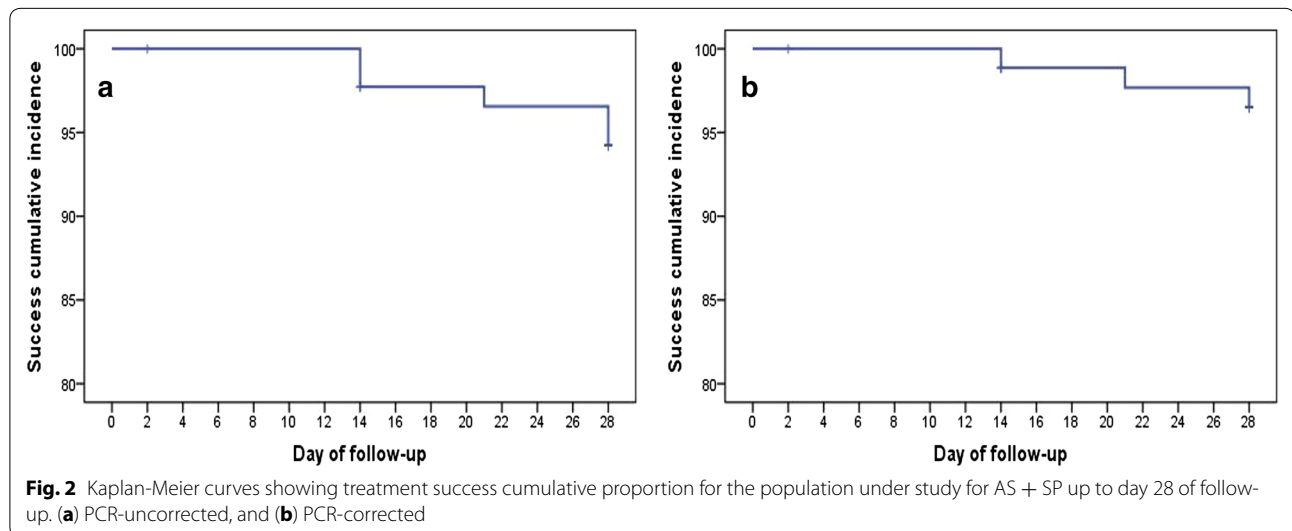 a
Success cumulative incidence
100
95
90
85
80
0 2 4 6 8 10 12 14 16 18 20 22 24 26 28
Day of follow-up
b
Success cumulative incidence
100
95
90
85
80
0 2 4 6 8 10 12 14 16 18 20 22 24 26 28
Day of follow-up
Fig. 2 Kaplan-Meier curves showing treatment success cumulative proportion for the population under study for AS + SP up to day 28 of follow-
up. (a) PCR-uncorrected, and (b) PCR-corrected